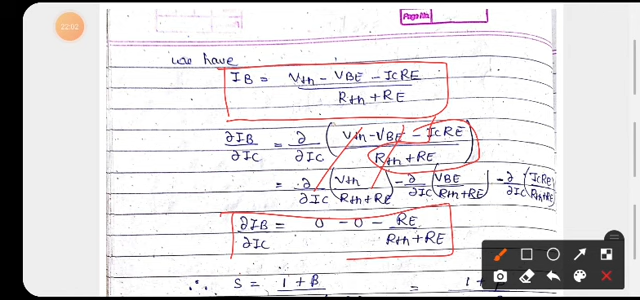 22:02
Page No.
we have
IB = Vth - VBE - ICRE / Rth + RE
∂IB/∂IC = ∂/∂IC (Vth - VBE - ICRE / Rth + RE)
= ∂/∂IC (Vth / Rth + RE) - ∂/∂IC (VBE / Rth + RE) - ∂/∂IC (ICRE / Rth + RE)
∂IB/∂IC = 0 - 0 - RE / Rth + RE
∴ S = 1 + β = 1 +